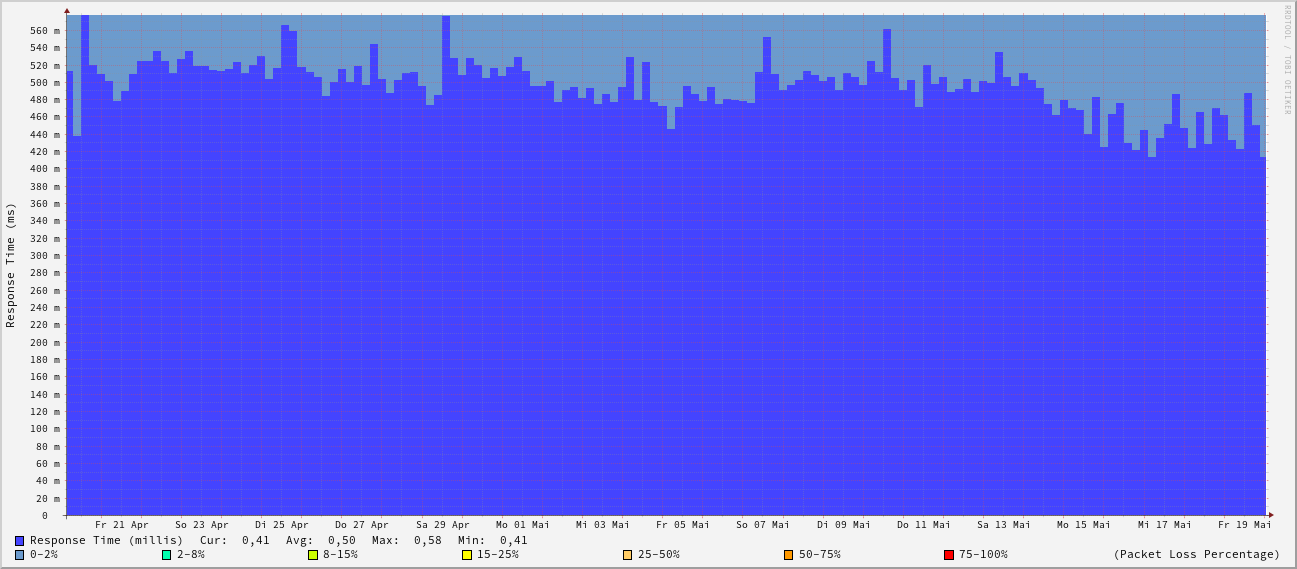 RRDTOOL / TOBI OETIKER
Response Time (ms)
560 m
540 m
520 m
500 m
480 m
460 m
440 m
420 m
400 m
380 m
360 m
340 m
320 m
300 m
280 m
260 m
240 m
220 m
200 m
180 m
160 m
140 m
120 m
100 m
80 m
60 m
40 m
20 m
0
Fr 21 Apr So 23 Apr Di 25 Apr Do 27 Apr Sa 29 Apr Mo 01 Mai Mi 03 Mai Fr 05 Mai So 07 Mai Di 09 Mai Do 11 Mai Sa 13 Mai Mo 15 Mai Mi 17 Mai Fr 19 Mai
Response Time (millis) Cur: 0,41 Avg: 0,50 Max: 0,58 Min: 0,41
0-2% 2-8% 8-15% 15-25% 25-50% 50-75% 75-100% (Packet Loss Percentage)